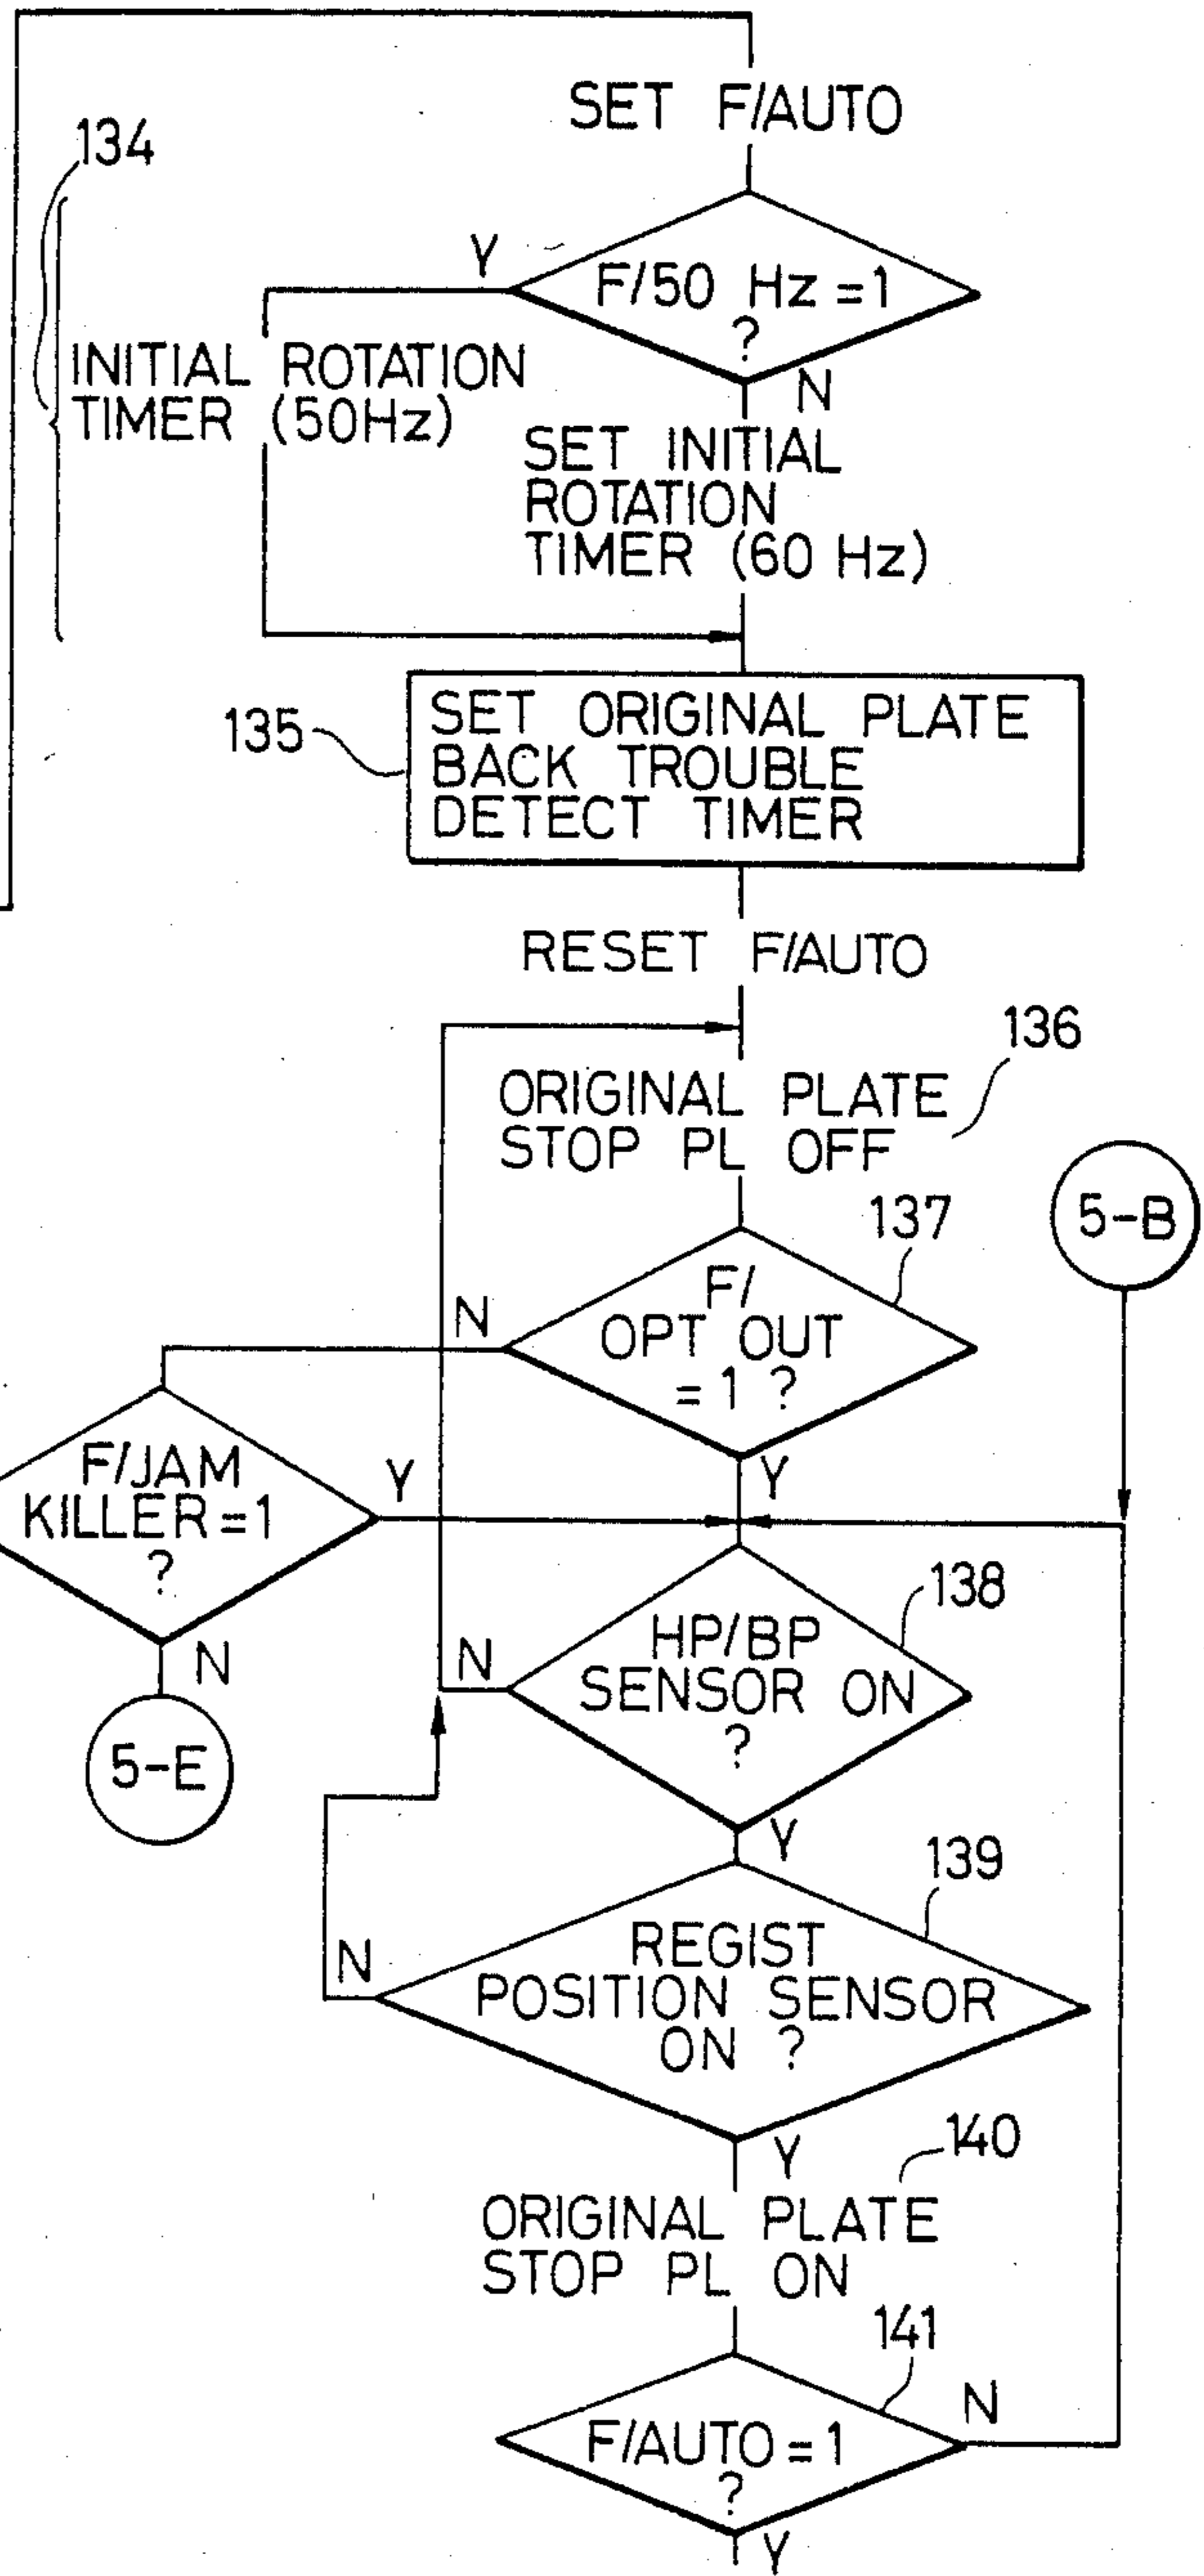 SET F/AUTO
134
Y
F/50 Hz = 1
?
N
INITIAL ROTATION
TIMER (50Hz)
SET INITIAL
ROTATION
TIMER (60 Hz)
135
SET ORIGINAL PLATE
BACK TROUBLE
DETECT TIMER
RESET F/AUTO
136
ORIGINAL PLATE
STOP PL OFF
5-B
137
N
F/
OPT OUT
= 1 ?
Y
F/JAM
KILLER = 1
?
Y
N
5-E
138
N
HP/BP
SENSOR ON
?
Y
139
N
REGIST
POSITION SENSOR
ON ?
Y
140
ORIGINAL PLATE
STOP PL ON
141
N
F/AUTO = 1
?
Y